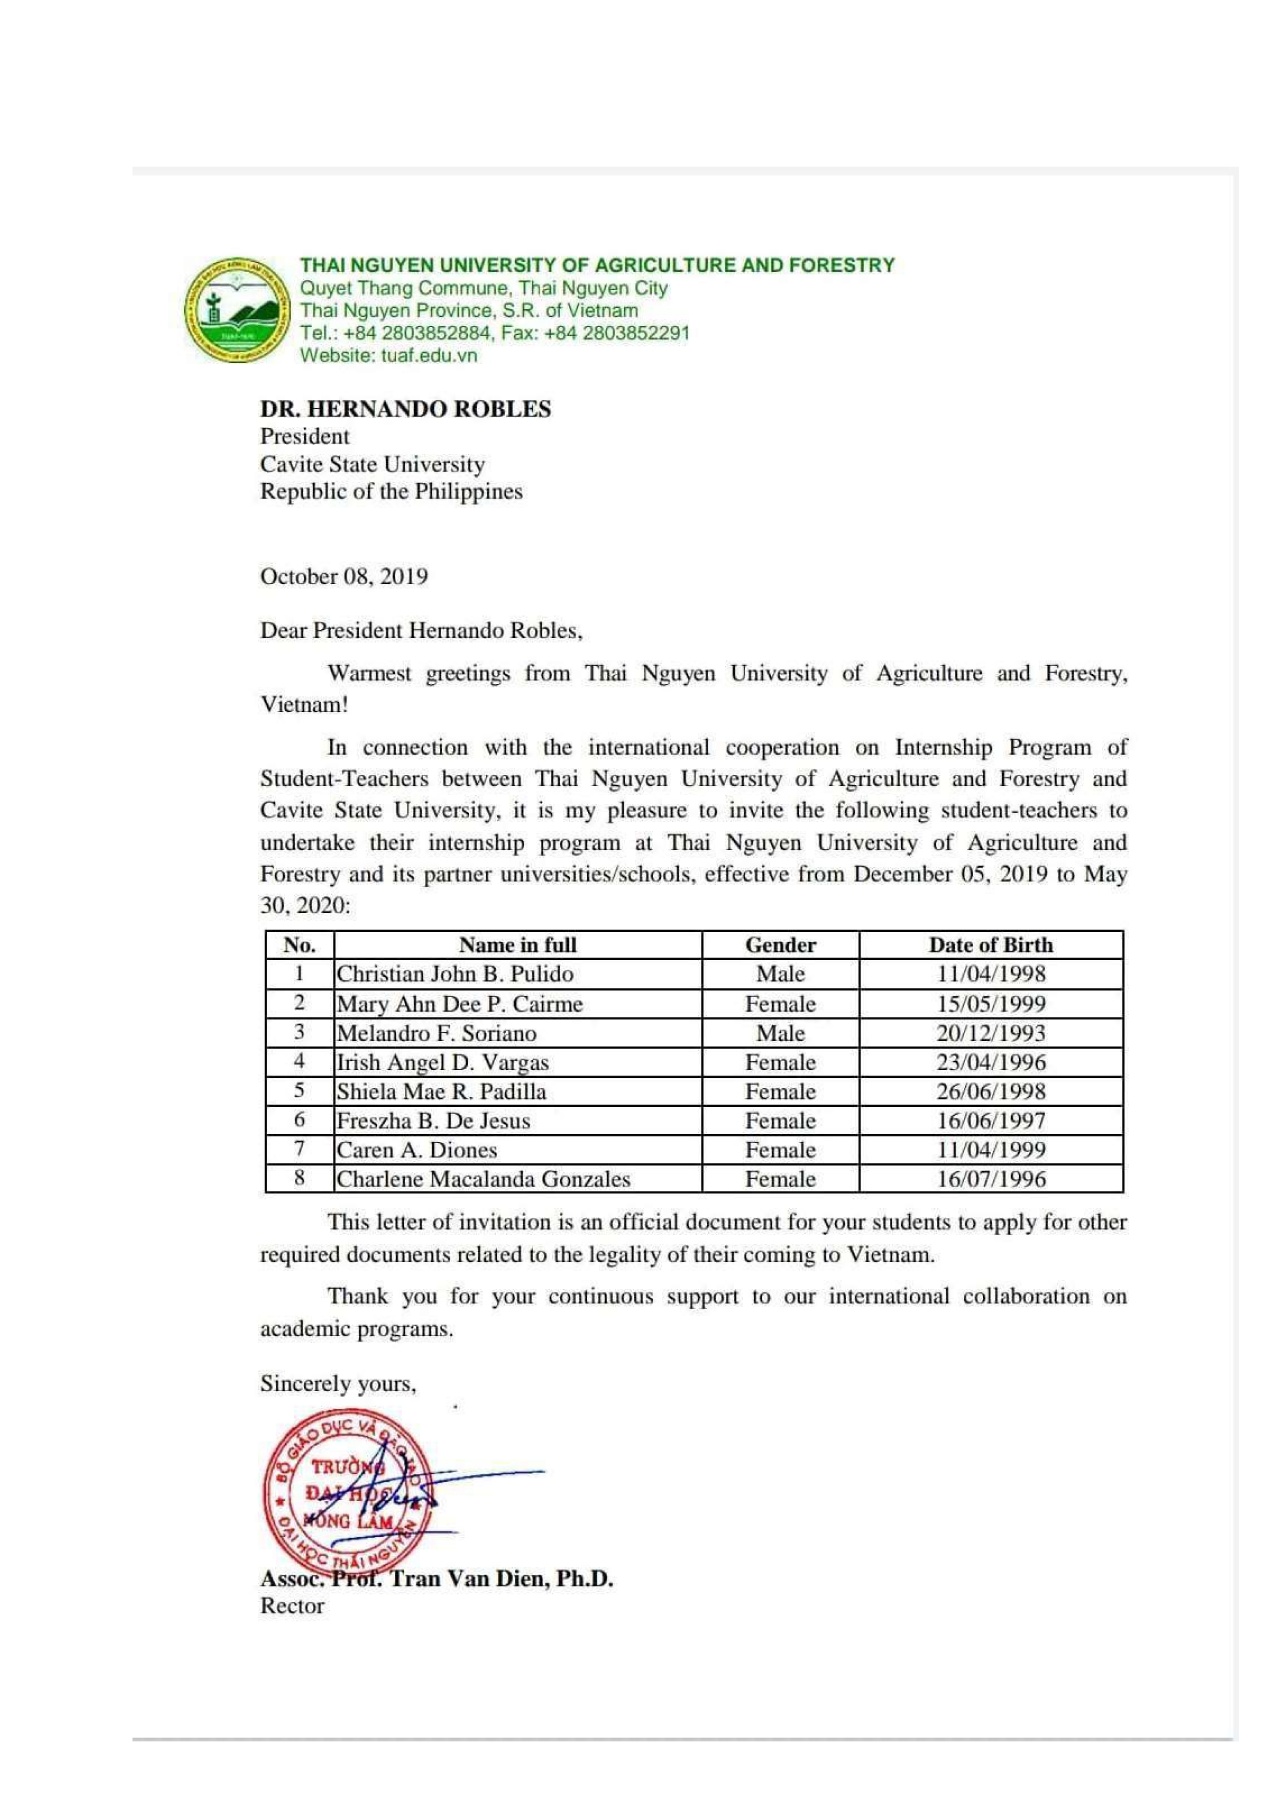 THAI NGUYEN UNIVERSITY OF AGRICULTURE AND FORESTRY
Quyet Thang Commune, Thai Nguyen City
Thai Nguyen Province, S.R. of Vietnam
Tel.: +84 2803852884, Fax: +84 2803852291
Website: tuaf.edu.vn
DR. HERNANDO ROBLES
President
Cavite State University
Republic of the Philippines
October 08, 2019
Dear President Hernando Robles,
Warmest greetings from Thai Nguyen University of Agriculture and Forestry,
Vietnam!
In connection with the international cooperation on Internship Program of
Student-Teachers between Thai Nguyen University of Agriculture and Forestry and
Cavite State University, it is my pleasure to invite the following student-teachers to
undertake their internship program at Thai Nguyen University of Agriculture and
Forestry and its partner universities/schools, effective from December 05, 2019 to May
30, 2020:
No. Name in full Gender Date of Birth
1 Christian John B. Pulido Male 11/04/1998
2 Mary Ahn Dee P. Cairme Female 15/05/1999
3 Melandro F. Soriano Male 20/12/1993
4 Irish Angel D. Vargas Female 23/04/1996
5 Shiela Mae R. Padilla Female 26/06/1998
6 Freszha B. De Jesus Female 16/06/1997
7 Caren A. Diones Female 11/04/1999
8 Charlene Macalanda Gonzales Female 16/07/1996
This letter of invitation is an official document for your students to apply for other
required documents related to the legality of their coming to Vietnam.
Thank you for your continuous support to our international collaboration on
academic programs.
Sincerely yours,
BỘ GIÁO DỤC VÀ ĐÀO TẠO
TRƯỜNG
ĐẠI HỌC
NÔNG LÂM
ĐẠI HỌC THÁI NGUYÊN
Assoc. Prof. Tran Van Dien, Ph.D.
Rector